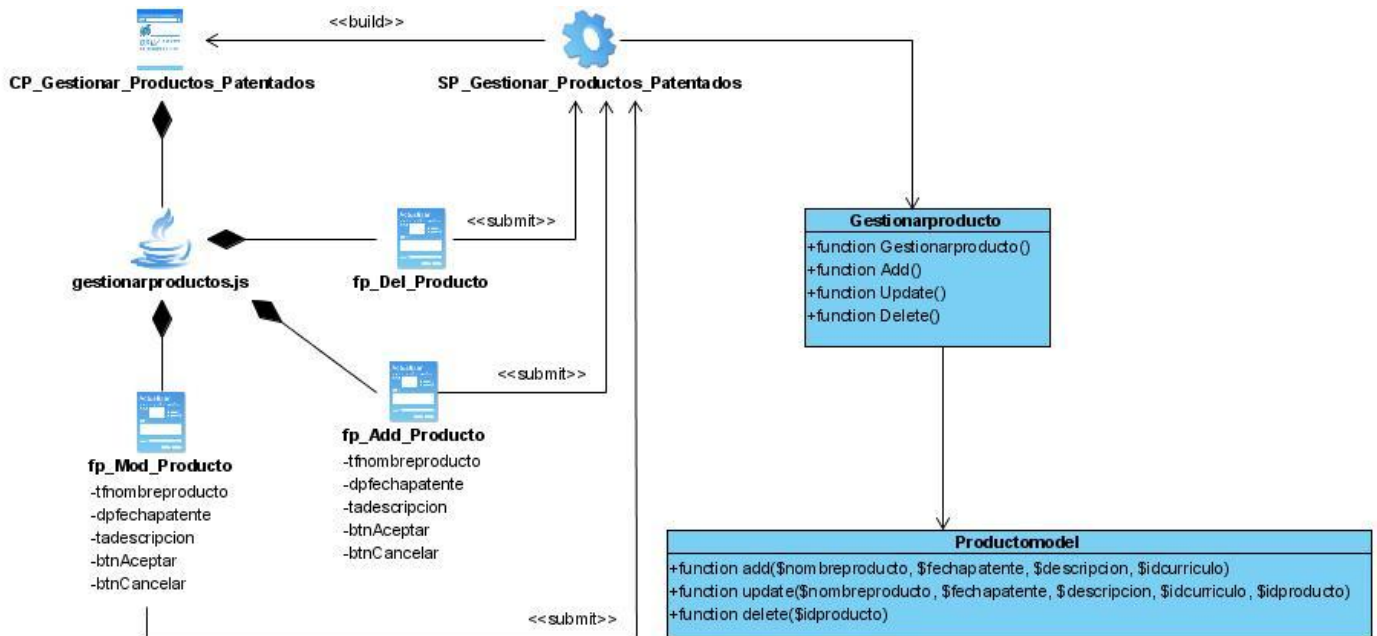 <<build>>
CP_Gestionar_Productos_Patentados
SP_Gestionar_Productos_Patentados
<<submit>>
gestionarproductos.js
fp_Del_Producto
Gestionarproducto
+function Gestionarproducto()
+function Add()
+function Update()
+function Delete()
<<submit>>
fp_Add_Producto
-tfnombreproducto
-dpfechapatente
-tadescripcion
-btnAceptar
-btnCancelar
fp_Mod_Producto
-tfnombreproducto
-dpfechapatente
-tadescripcion
-btnAceptar
-btnCancelar
<<submit>>
Productomodel
+function add($nombreproducto, $fechapatente, $descripcion, $idcurriculo)
+function update($nombreproducto, $fechapatente, $descripcion, $idcurriculo, $idproducto)
+function delete($idproducto)